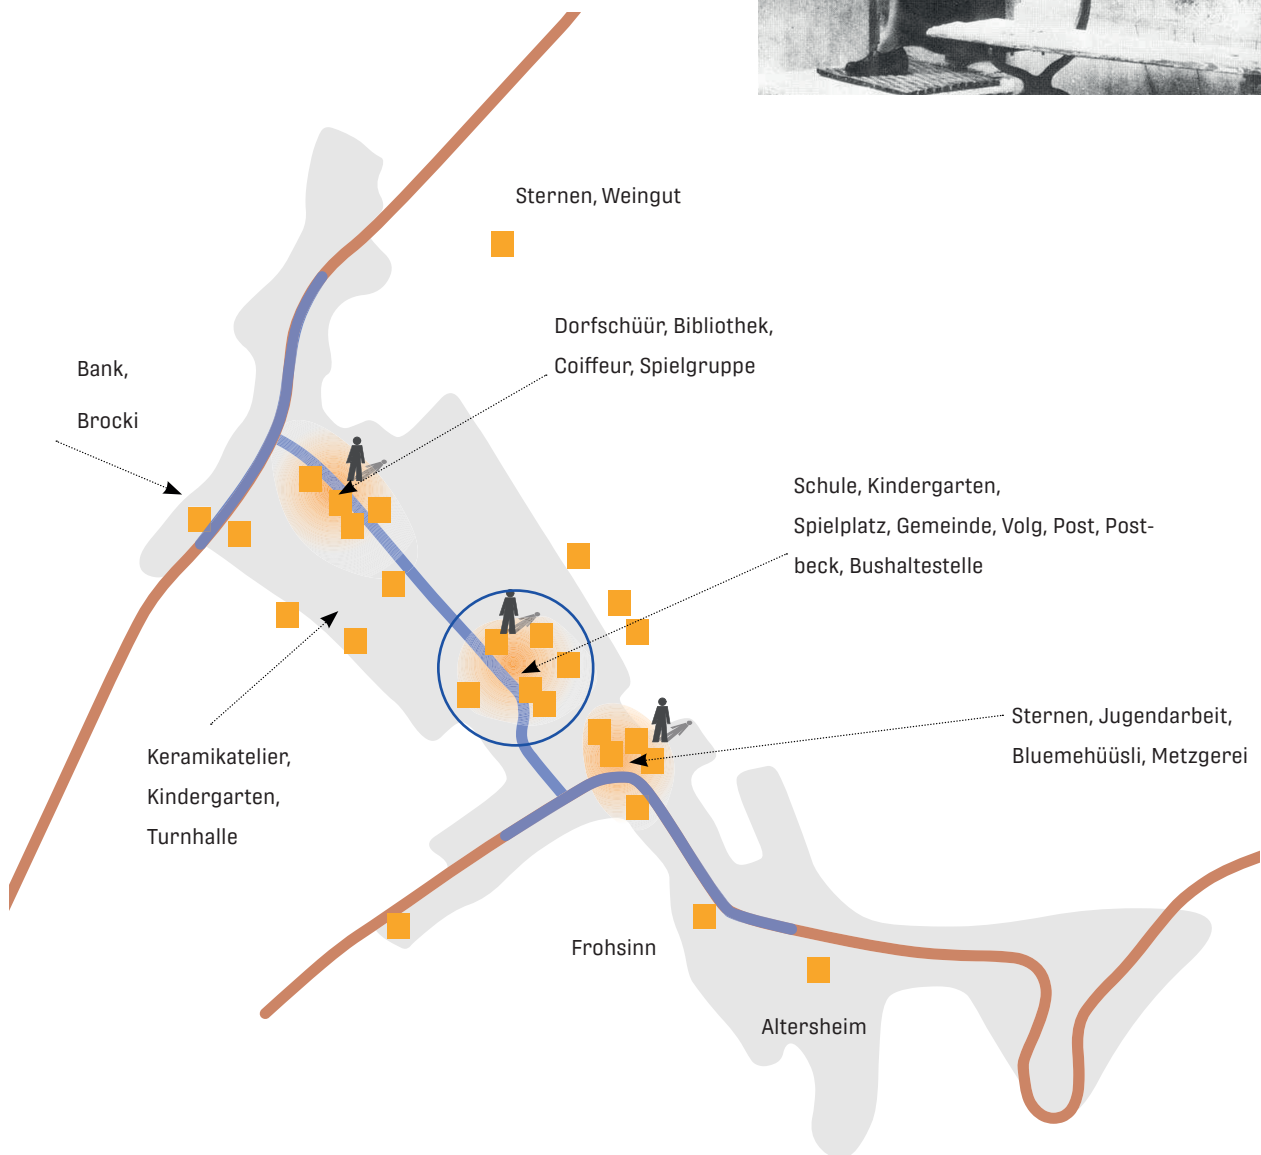 Sternen, Weingut
Dorfschüür, Bibliothek,
Coiffeur, Spielgruppe
Bank,
Brocki
Schule, Kindergarten,
Spielplatz, Gemeinde, Volg, Post, Post-
beck, Bushaltestelle
Sternen, Jugendarbeit,
Bluemehüüsli, Metzgerei
Keramikatelier,
Kindergarten,
Turnhalle
Frohsinn
Altersheim